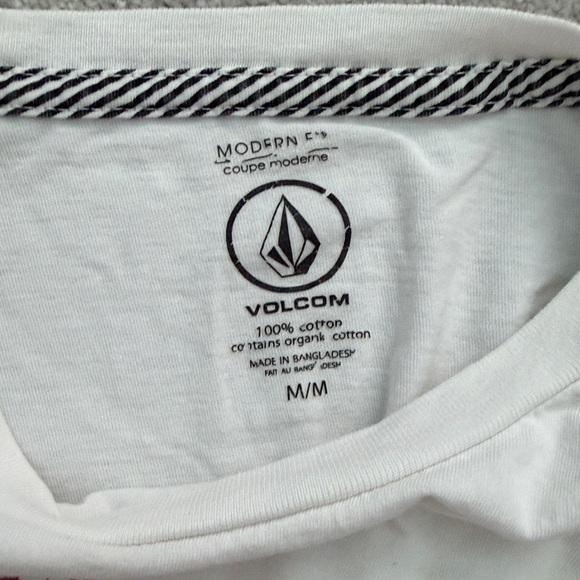 MODERN
coupe moderne
VOLCOM
100% cotton
contains organic cotton
MADE IN BANGLADESH
FAIT AU BANGLADESH
M/M